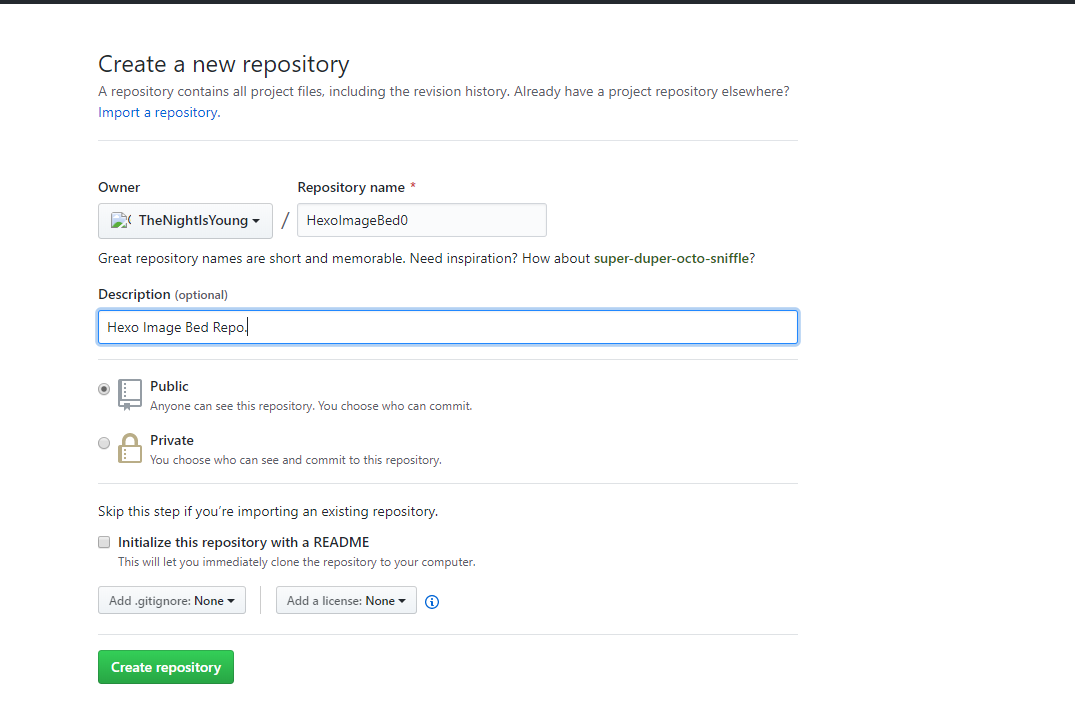 Create a new repository
A repository contains all project files, including the revision history. Already have a project repository elsewhere?
Import a repository.
Owner
Repository name *
TheNightIsYoung
/
HexoImageBed0
Great repository names are short and memorable. Need inspiration? How about super-duper-octo-sniffle?
Description (optional)
Hexo Image Bed Repo.
Public
Anyone can see this repository. You choose who can commit.
Private
You choose who can see and commit to this repository.
Skip this step if you’re importing an existing repository.
Initialize this repository with a README
This will let you immediately clone the repository to your computer.
Add .gitignore: None
Add a license: None
Create repository